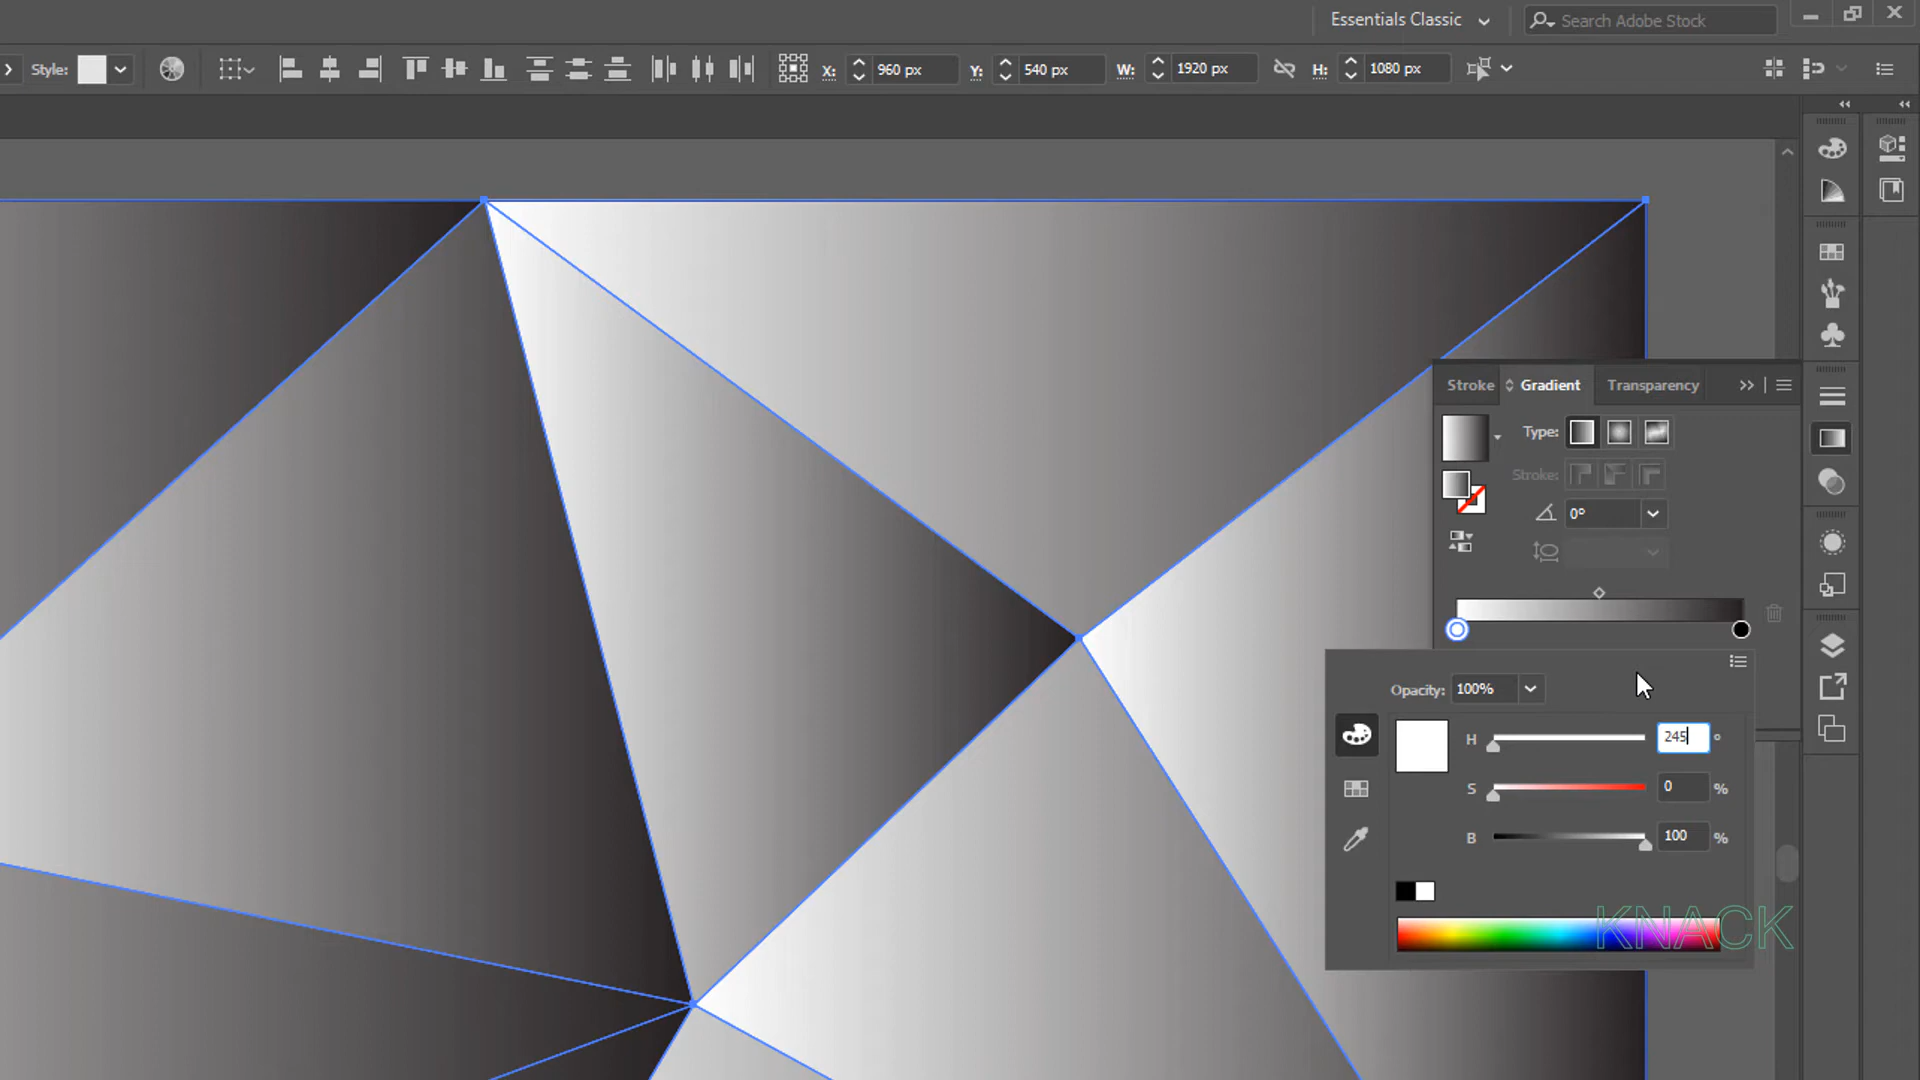 Essentials Classic
Search Adobe Stock
Style: X: 960 px Y: 540 px W: 1920 px H: 1080 px
Stroke Gradient Transparency
Type:
Stroke:
0°
Opacity: 100%
H 245 °
S 0 %
B 100 %
KNACK